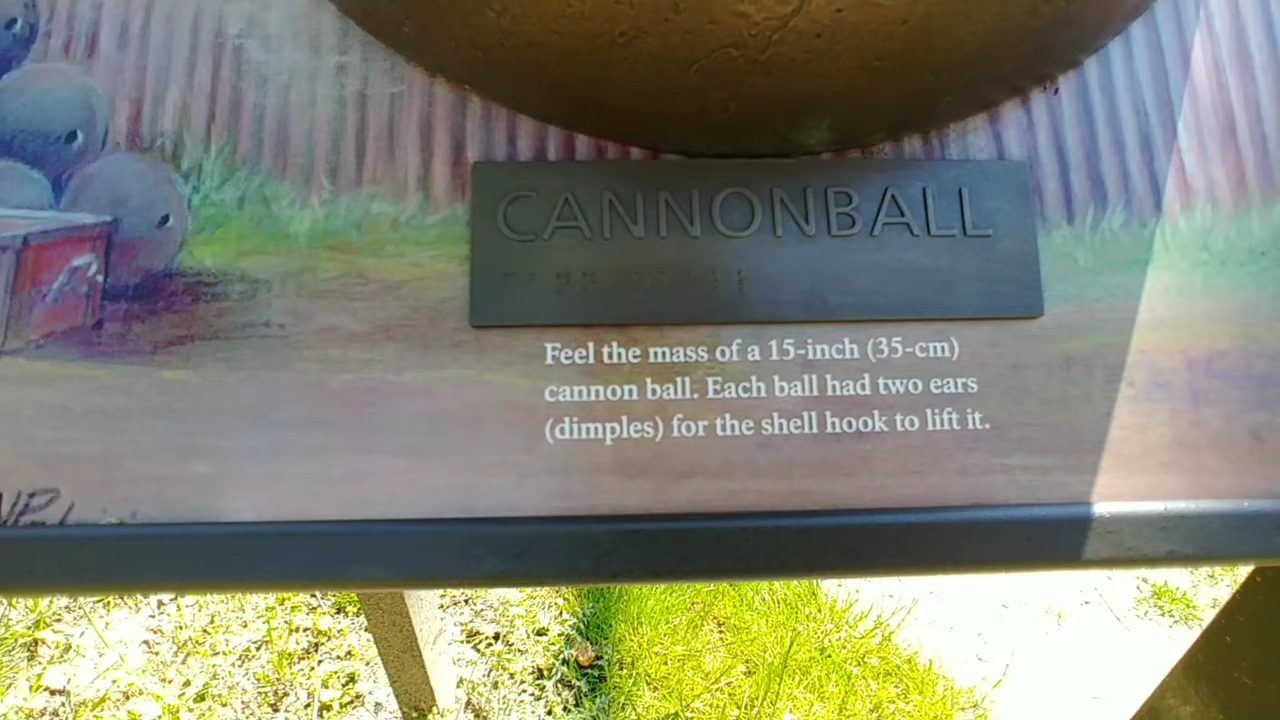 CANNONBALL
Feel the mass of a 15-inch (35-cm)
cannon ball. Each ball had two ears
(dimples) for the shell hook to lift it.